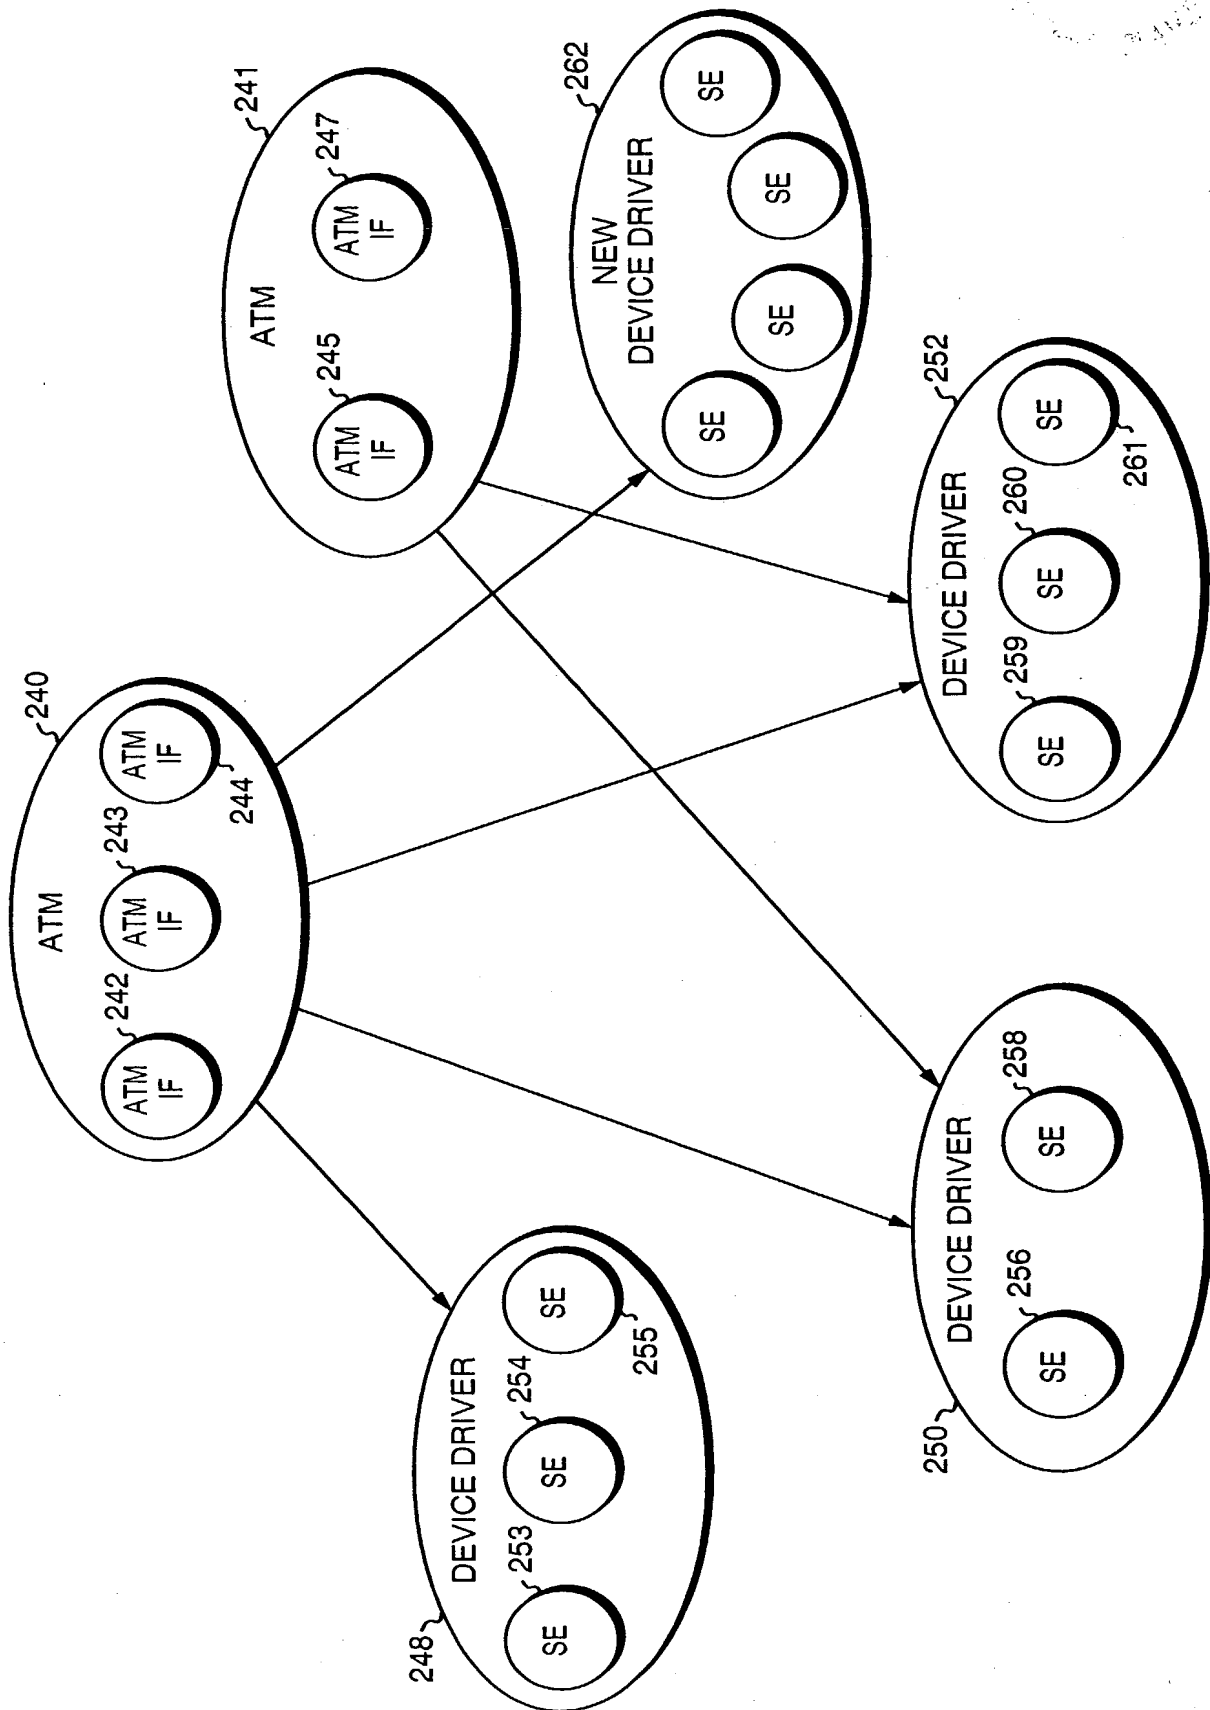 240
ATM
242
243
ATM
IF
ATM
IF
ATM
IF
244
241
ATM
245
247
ATM
IF
ATM
IF
248
DEVICE DRIVER
253
254
SE
SE
SE
255
262
NEW
DEVICE DRIVER
SE
SE
SE
SE
250
DEVICE DRIVER
256
258
SE
SE
252
DEVICE DRIVER
259
260
SE
SE
SE
261